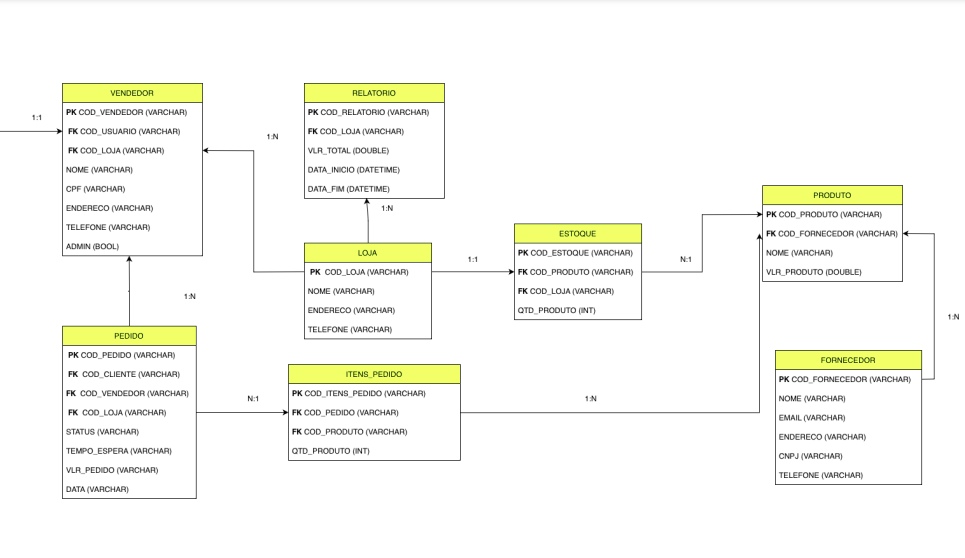 1:1
VENDEDOR
PK COD_VENDEDOR (VARCHAR)
FK COD_USUARIO (VARCHAR)
FK COD_LOJA (VARCHAR)
NOME (VARCHAR)
CPF (VARCHAR)
ENDERECO (VARCHAR)
TELEFONE (VARCHAR)
ADMIN (BOOL)
1:N
RELATORIO
PK COD_RELATORIO (VARCHAR)
FK COD_LOJA (VARCHAR)
VLR_TOTAL (DOUBLE)
DATA_INICIO (DATETIME)
DATA_FIM (DATETIME)
1:N
LOJA
PK COD_LOJA (VARCHAR)
NOME (VARCHAR)
ENDERECO (VARCHAR)
TELEFONE (VARCHAR)
1:1
ESTOQUE
PK COD_ESTOQUE (VARCHAR)
FK COD_PRODUTO (VARCHAR)
FK COD_LOJA (VARCHAR)
QTD_PRODUTO (INT)
N:1
PRODUTO
PK COD_PRODUTO (VARCHAR)
FK COD_FORNECEDOR (VARCHAR)
NOME (VARCHAR)
VLR_PRODUTO (DOUBLE)
1:N
1:N
PEDIDO
PK COD_PEDIDO (VARCHAR)
FK COD_CLIENTE (VARCHAR)
FK COD_VENDEDOR (VARCHAR)
FK COD_LOJA (VARCHAR)
STATUS (VARCHAR)
TEMPO_ESPERA (VARCHAR)
VLR_PEDIDO (VARCHAR)
DATA (VARCHAR)
N:1
ITENS_PEDIDO
PK COD_ITENS_PEDIDO (VARCHAR)
FK COD_PEDIDO (VARCHAR)
FK COD_PRODUTO (VARCHAR)
QTD_PRODUTO (INT)
1:N
FORNECEDOR
PK COD_FORNECEDOR (VARCHAR)
NOME (VARCHAR)
EMAIL (VARCHAR)
ENDERECO (VARCHAR)
CNPJ (VARCHAR)
TELEFONE (VARCHAR)